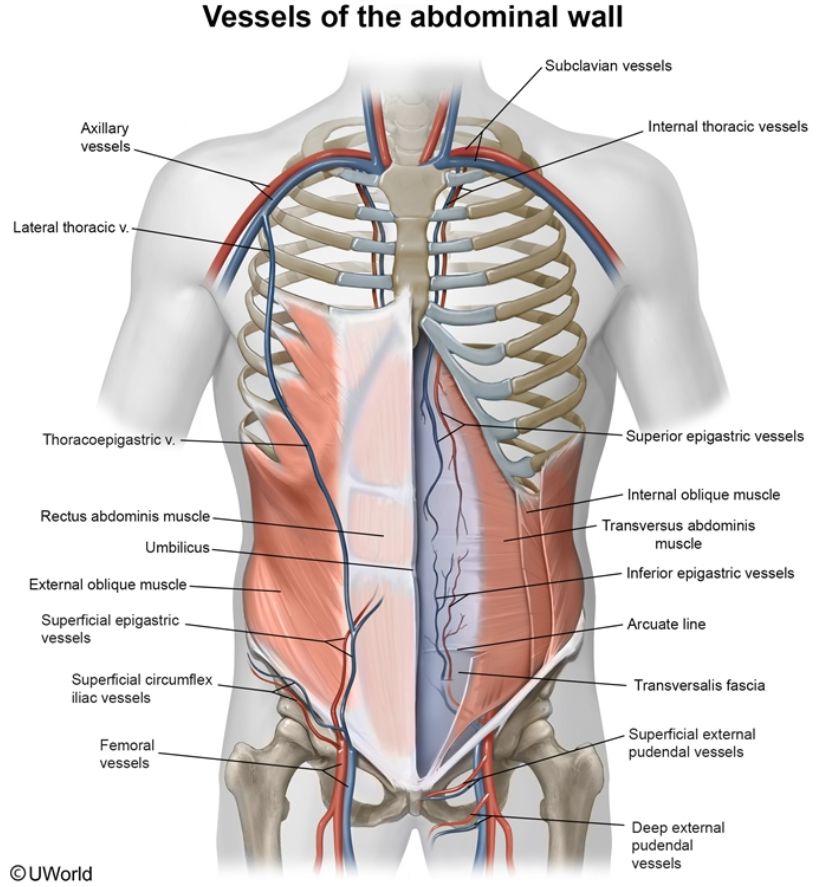 Vessels of the abdominal wall
Subclavian vessels
Axillary
vessels
Internal thoracic vessels
Lateral thoracic v.
Thoracoepigastric v.
Superior epigastric vessels
Rectus abdominis muscle
Internal oblique muscle
Umbilicus
Transversus abdominis
muscle
External oblique muscle
Inferior epigastric vessels
Superficial epigastric
vessels
Arcuate line
Superficial circumflex
iliac vessels
Transversalis fascia
Femoral
vessels
Superficial external
pudendal vessels
Deep external
pudendal
vessels
©UWorld